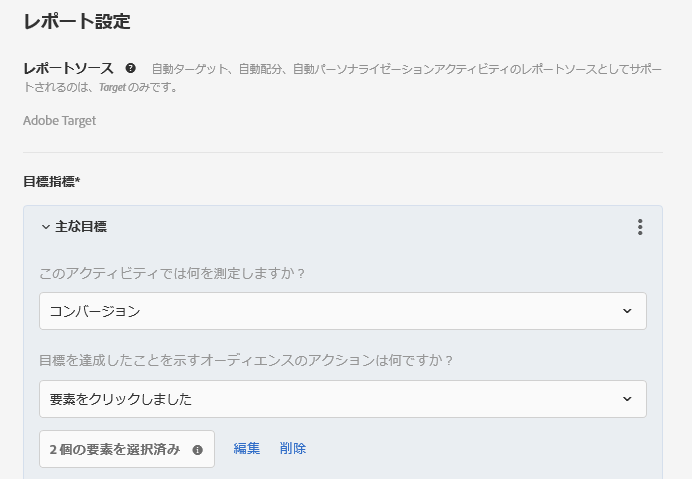 レポート設定
レポートソース 自動ターゲット、自動配分、自動パーソナライゼーションアクティビティのレポートソースとしてサポー
トされるのは、Target のみです。
Adobe Target
目標指標*
主な目標
このアクティビティでは何を測定しますか？
コンバージョン
目標を達成したことを示すオーディエンスのアクションは何ですか？
要素をクリックしました
2 個の要素を選択済み 編集 削除